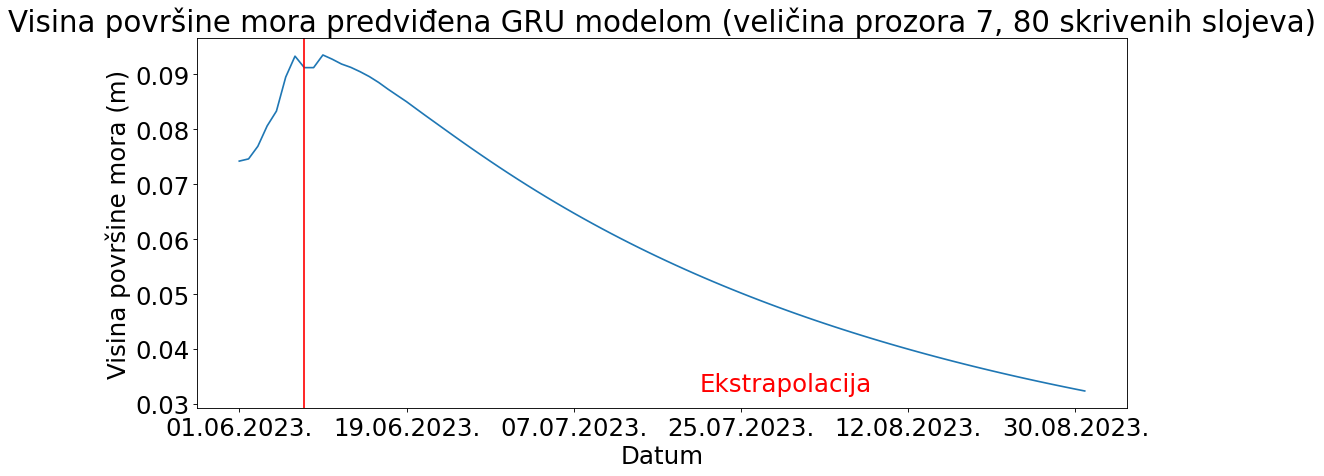 Visina površine mora predviđena GRU modelom (veličina prozora 7, 80 skrivenih slojeva)
Visina površine mora (m)
0.09
0.08
0.07
0.06
0.05
0.04
0.03
Ekstrapolacija
01.06.2023. 19.06.2023. 07.07.2023. 25.07.2023. 12.08.2023. 30.08.2023.
Datum